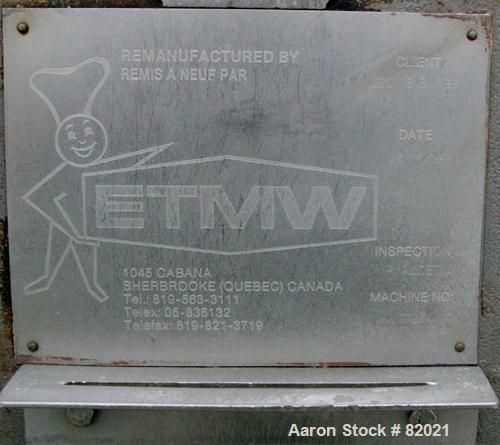 REMANUFACTURED BY
REMIS A NEUF PAR
CLIENT
DATE
ETMW
INSPECTION
MACHINE NO:
1045 CABANA
SHERBROOKE (QUEBEC) CANADA
Tel.: 819-563-3111
Telex: 05-836132
Telefax: 819-821-3719
Aaron Stock # 82021